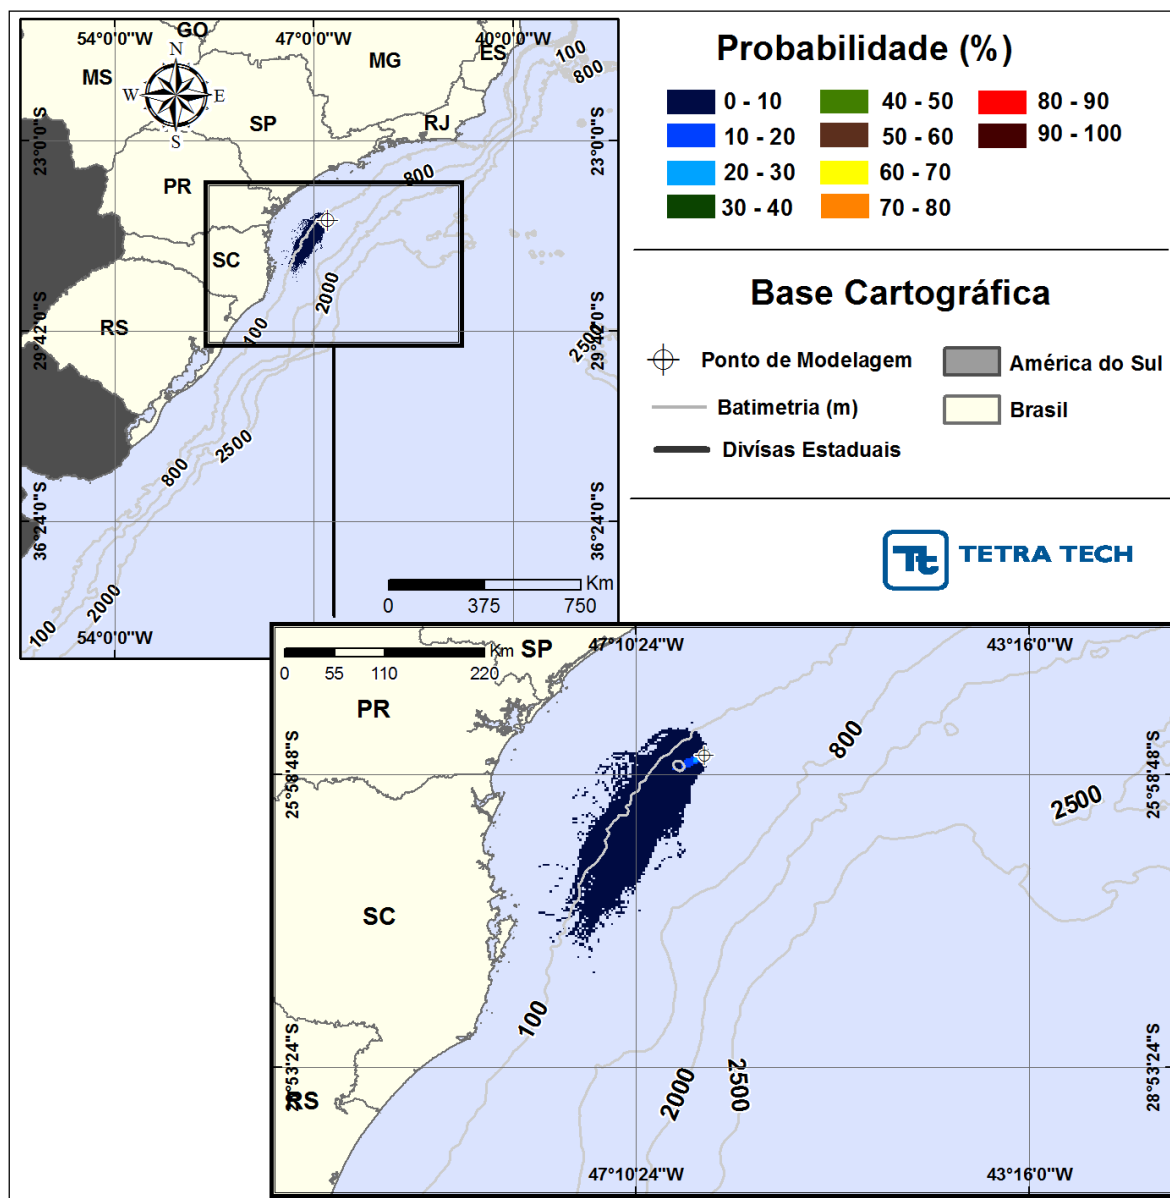 54°0'0"W
47°0'0"W
40°0'0"W
GO
MG
ES
MS
N
W
E
S
SP
RJ
PR
SC
RS
100
800
800
2000
100
2500
2500
800
2000
100
23°0'0"S
23°0'0"S
29°42'0"S
29°42'0"S
36°24'0"S
36°24'0"S
54°0'0"W
Km
0 375 750
Probabilidade (%)
0 - 10
10 - 20
20 - 30
30 - 40
40 - 50
50 - 60
60 - 70
70 - 80
80 - 90
90 - 100
Base Cartográfica
Ponto de Modelagem
Batimetria (m)
Divísas Estaduais
América do Sul
Brasil
Tt TETRA TECH
47°10'24"W
43°16'0"W
Km
0 55 110 220
SP
PR
SC
RS
800
2500
100
2000
2500
25°58'48"S
25°58'48"S
28°53'24"S
28°53'24"S
47°10'24"W
43°16'0"W